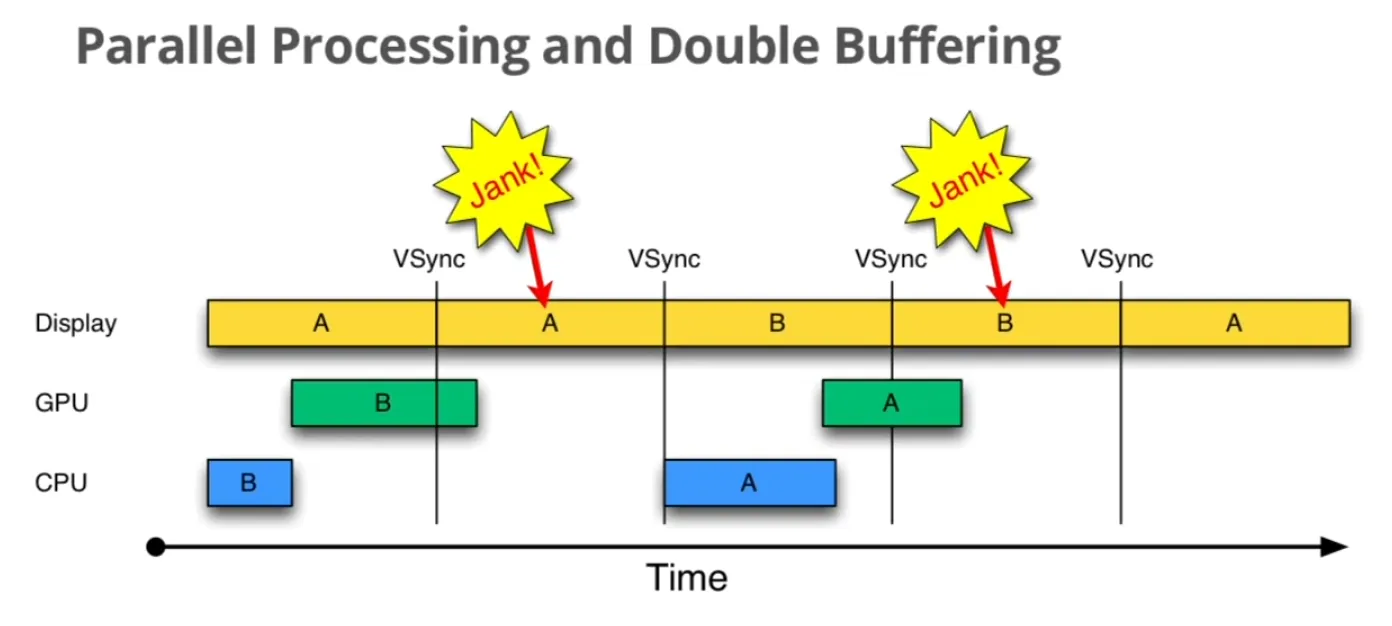 Parallel Processing and Double Buffering
Jank!
Jank!
VSync
VSync
VSync
VSync
Display
A
A
B
B
A
GPU
B
A
CPU
B
A
Time